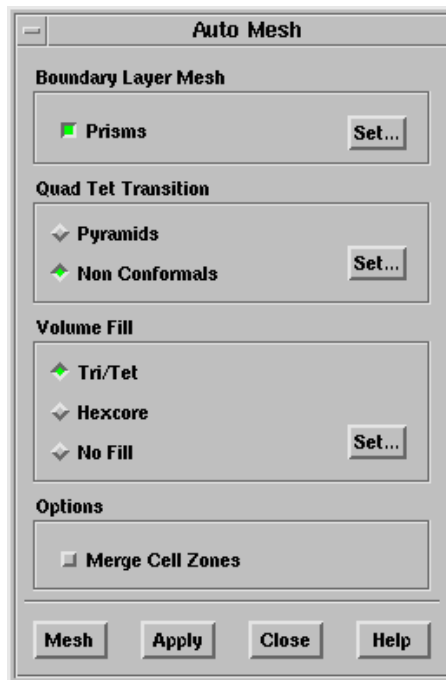 Auto Mesh
Boundary Layer Mesh
Prisms
Set...
Quad Tet Transition
Pyramids
Non Conformals
Set...
Volume Fill
Tri/Tet
Hexcore
No Fill
Set...
Options
Merge Cell Zones
Mesh Apply Close Help